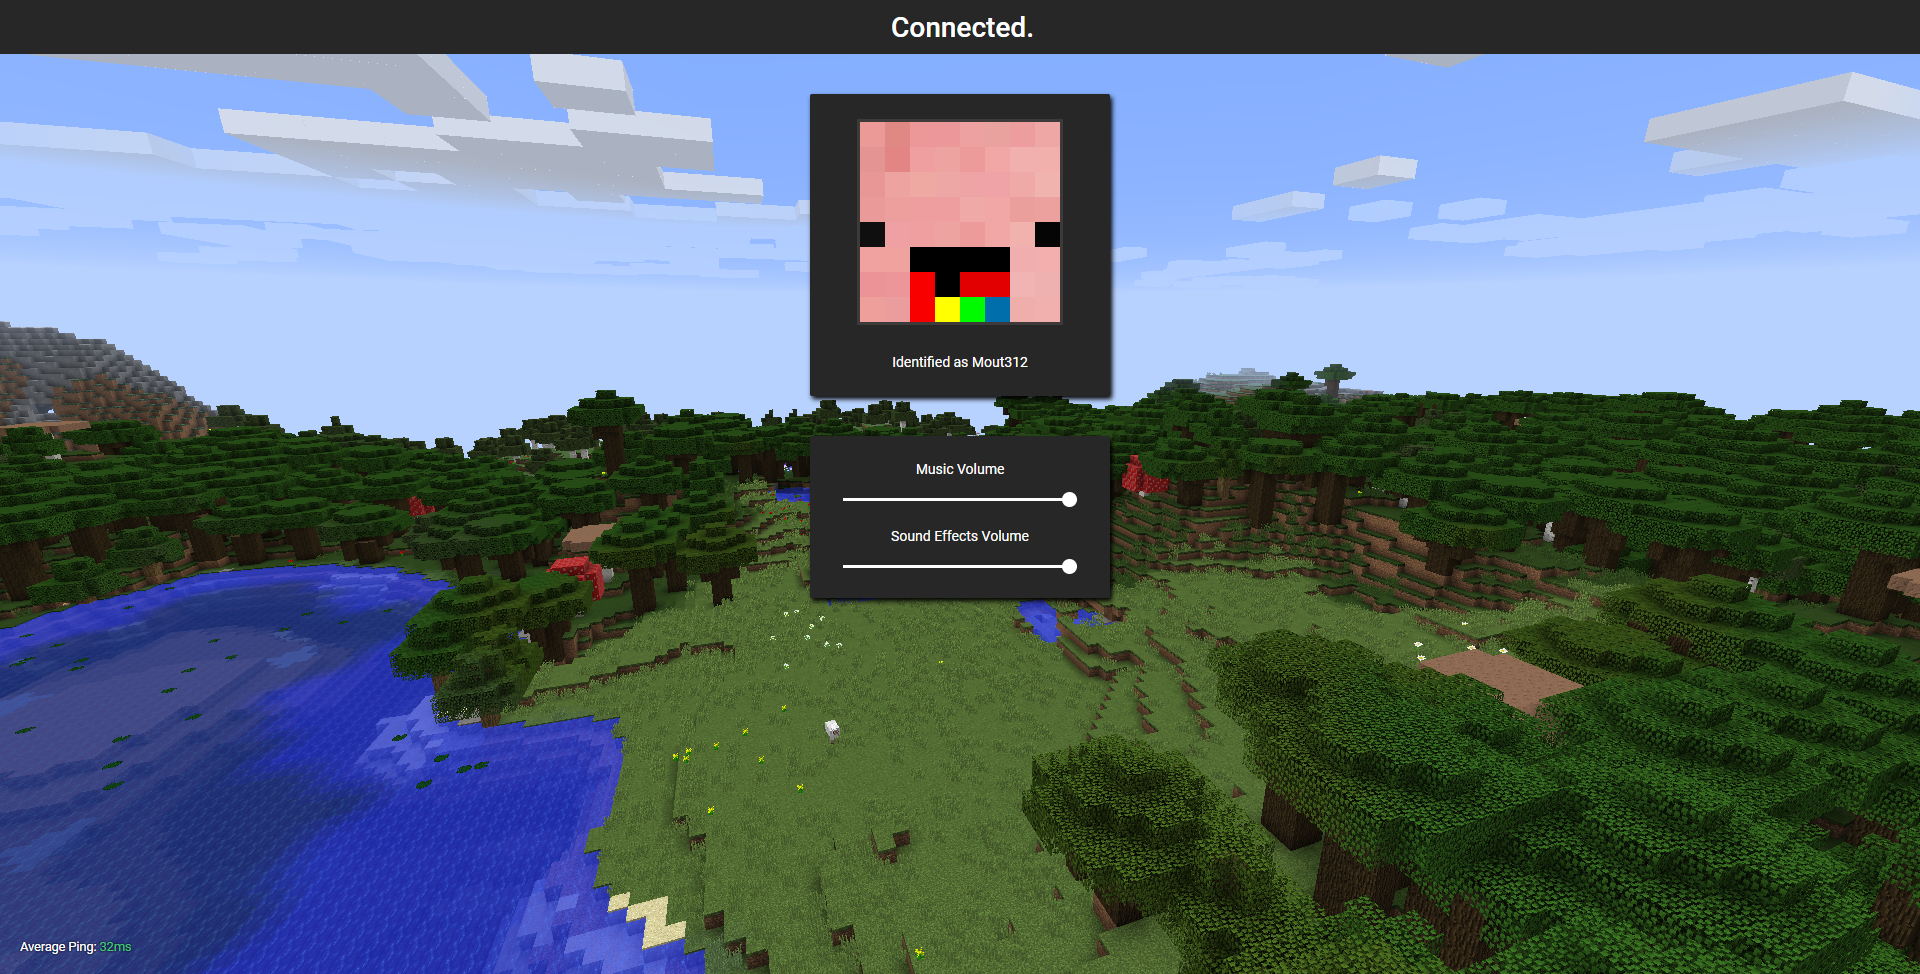 Connected.
Identified as Mout312
Music Volume
Sound Effects Volume
Average Ping: 32ms